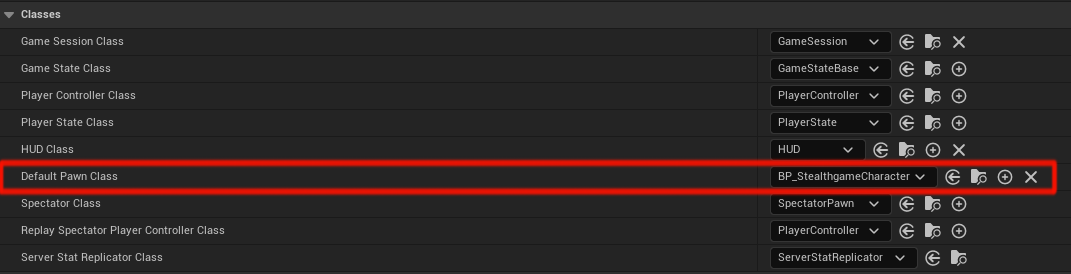 Classes
Game Session Class GameSession
Game State Class GameStateBase
Player Controller Class PlayerController
Player State Class PlayerState
HUD Class HUD
Default Pawn Class BP_StealthgameCharacter
Spectator Class SpectatorPawn
Replay Spectator Player Controller Class PlayerController
Server Stat Replicator Class ServerStatReplicator